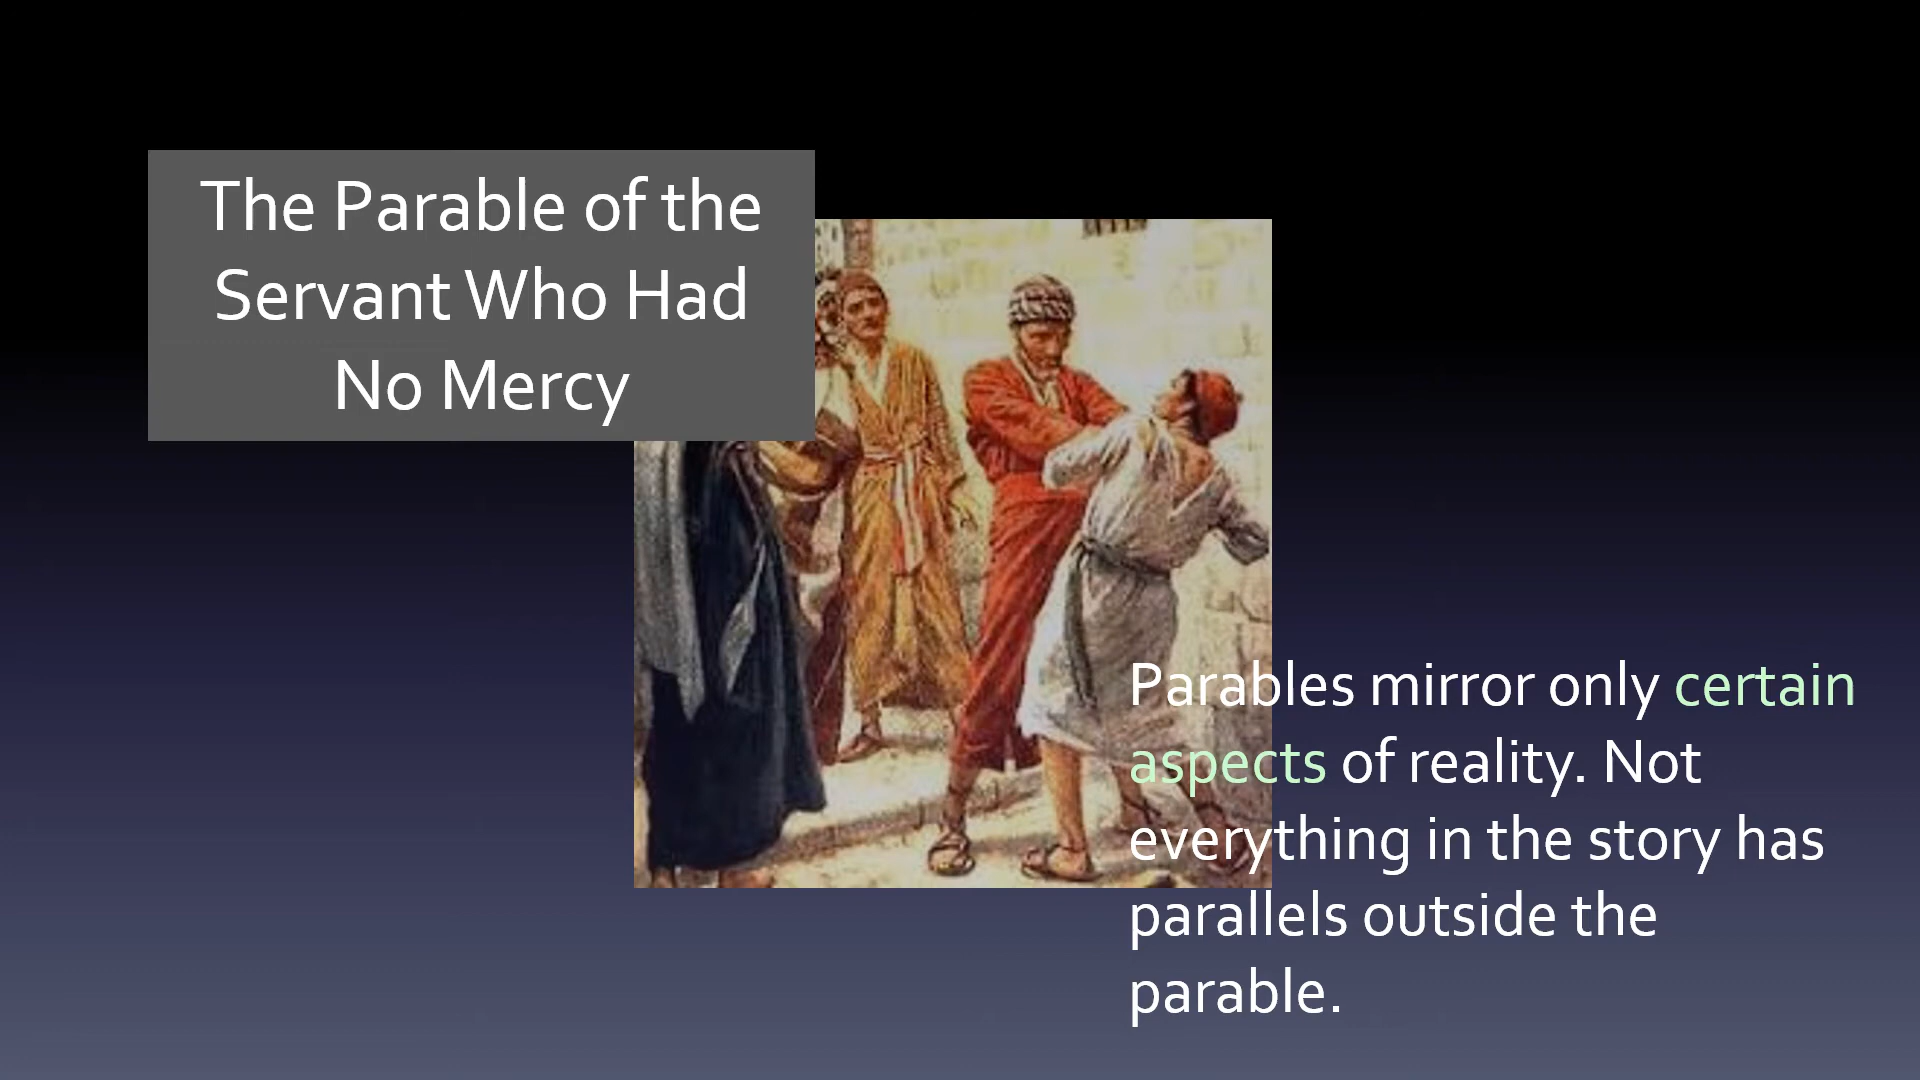 The Parable of the
Servant Who Had
No Mercy
Parables mirror only certain
aspects of reality. Not
everything in the story has
parallels outside the
parable.